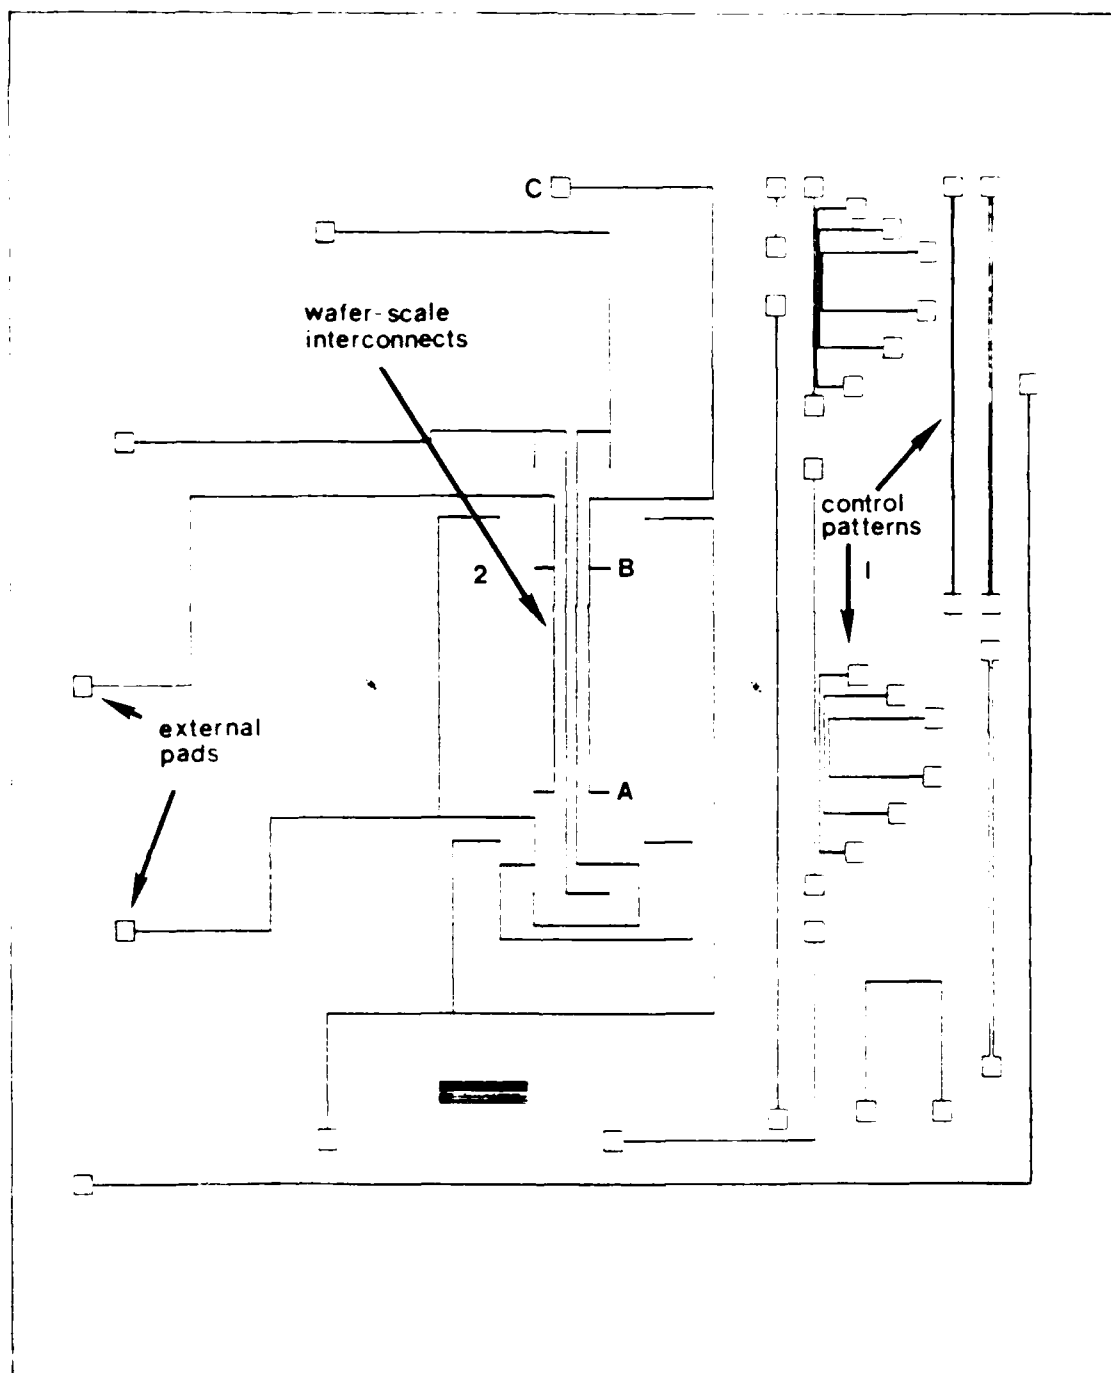 C
wafer-scale
interconnects
control
patterns
2
B
1
external
pads
A